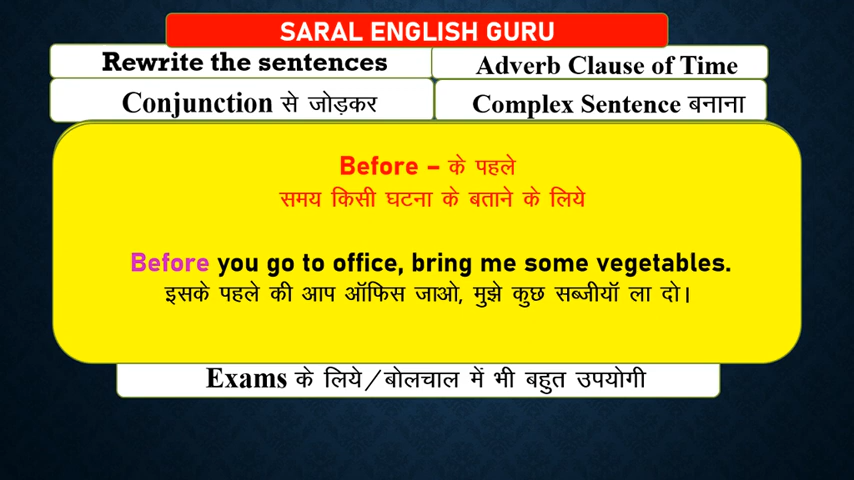 SARAL ENGLISH GURU
Rewrite the sentences
Adverb Clause of Time
Conjunction से जोड़कर
Complex Sentence बनाना
Before – के पहले
समय किसी घटना के बताने के लिये
Before you go to office, bring me some vegetables.
इसके पहले की आप ऑफिस जाओ, मुझे कुछ सब्जीयॉ ला दो।
Exams के लिये/बोलचाल में भी बहुत उपयोगी